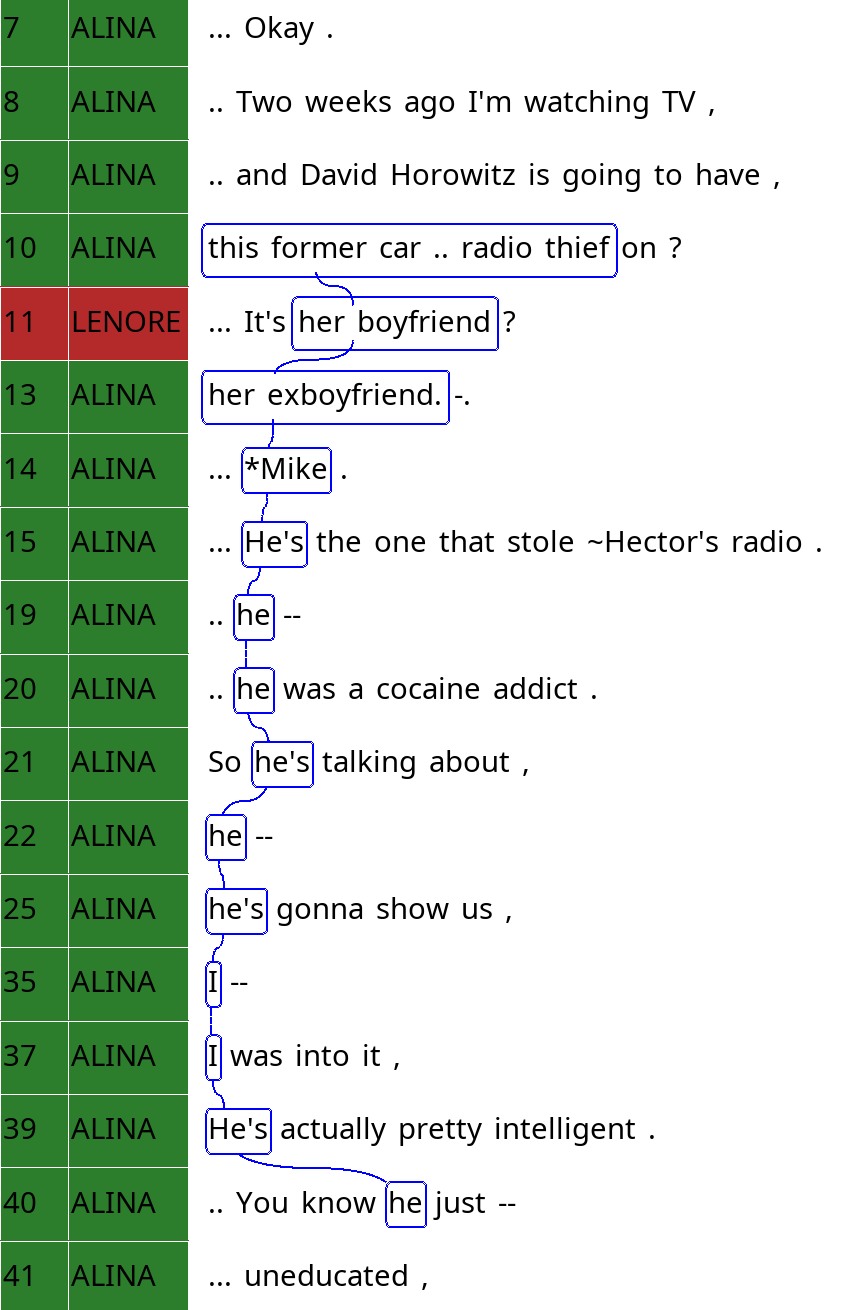 7 ALINA ... Okay .
8 ALINA .. Two weeks ago I'm watching TV ,
9 ALINA .. and David Horowitz is going to have ,
10 ALINA this former car .. radio thief on ?
11 LENORE ... It's her boyfriend ?
13 ALINA her exboyfriend. -.
14 ALINA ... *Mike .
15 ALINA ... He's the one that stole ~Hector's radio .
19 ALINA .. he --
20 ALINA .. he was a cocaine addict .
21 ALINA So he's talking about ,
22 ALINA he --
25 ALINA he's gonna show us ,
35 ALINA I --
37 ALINA I was into it ,
39 ALINA He's actually pretty intelligent .
40 ALINA .. You know he just --
41 ALINA ... uneducated ,